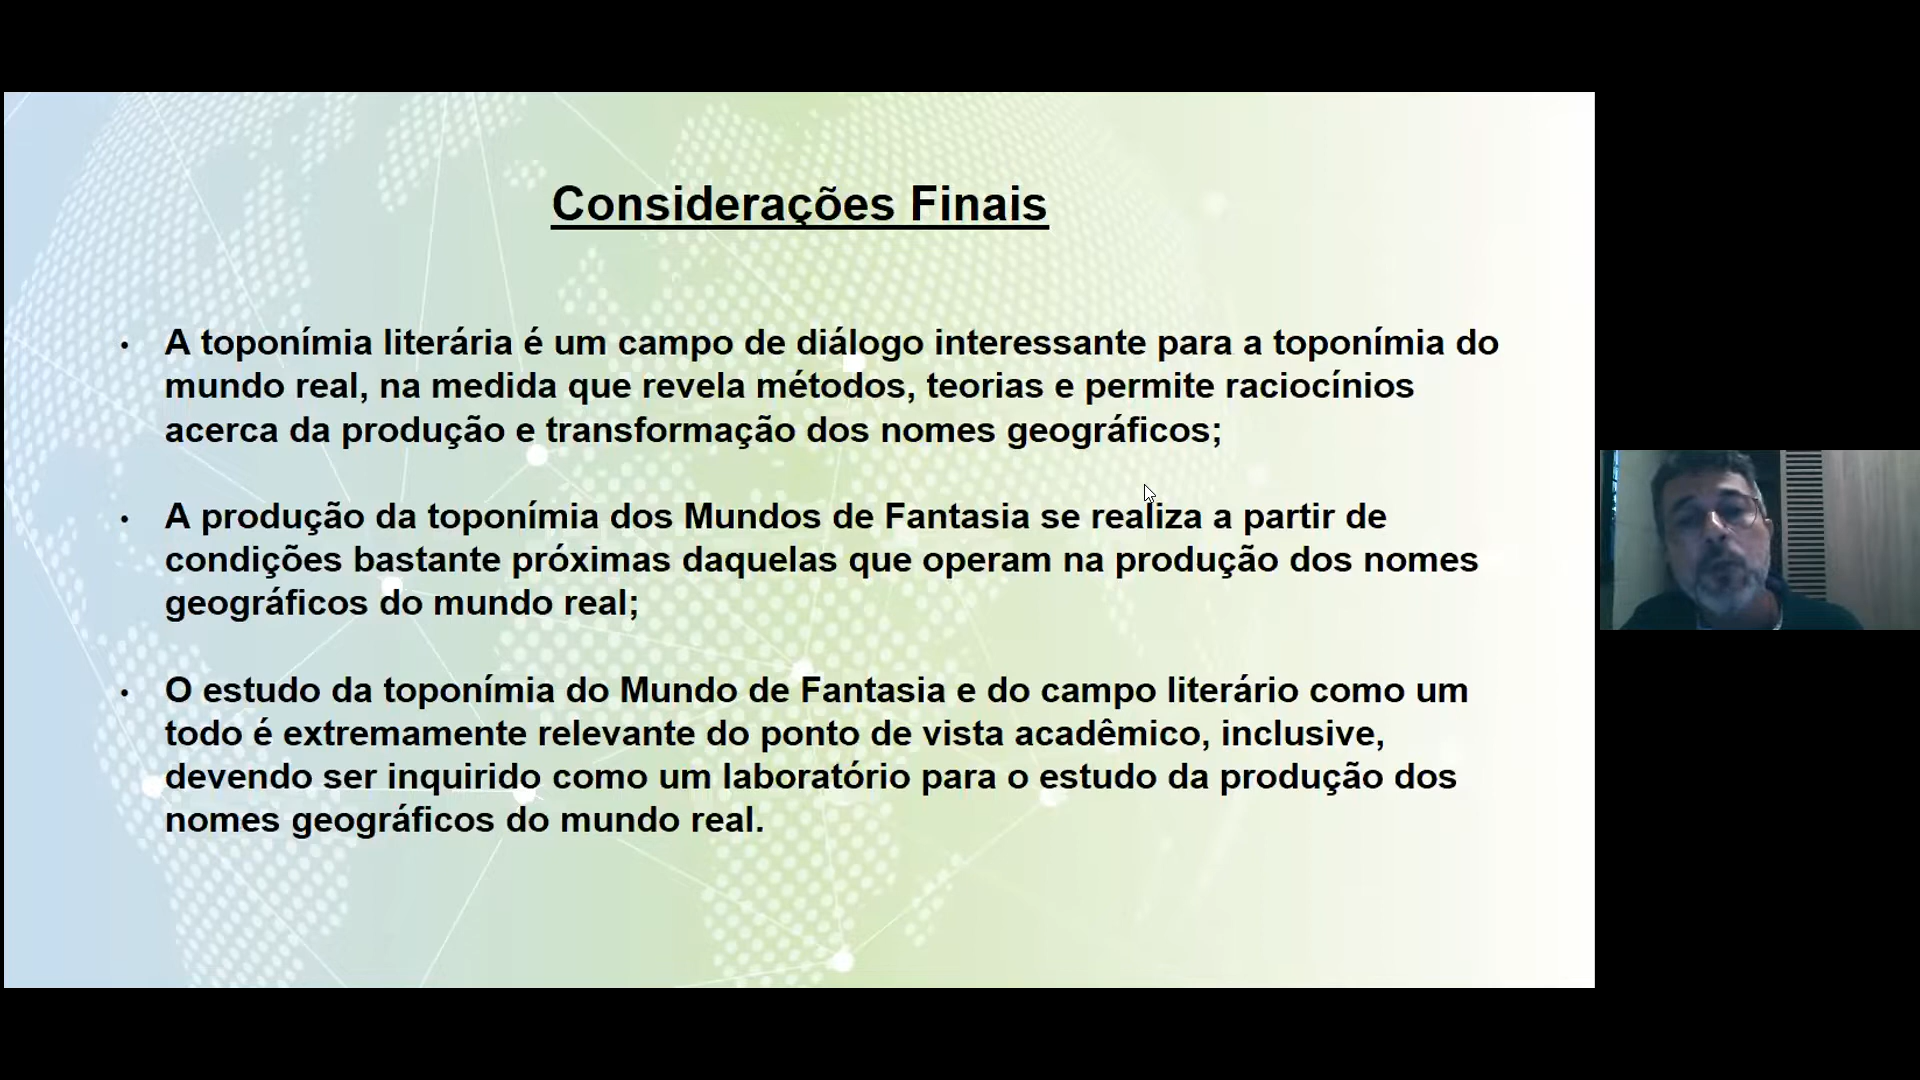 Considerações Finais
• A toponímia literária é um campo de diálogo interessante para a toponímia do
mundo real, na medida que revela métodos, teorias e permite raciocínios
acerca da produção e transformação dos nomes geográficos;
• A produção da toponímia dos Mundos de Fantasia se realiza a partir de
condições bastante próximas daquelas que operam na produção dos nomes
geográficos do mundo real;
• O estudo da toponímia do Mundo de Fantasia e do campo literário como um
todo é extremamente relevante do ponto de vista acadêmico, inclusive,
devendo ser inquirido como um laboratório para o estudo da produção dos
nomes geográficos do mundo real.